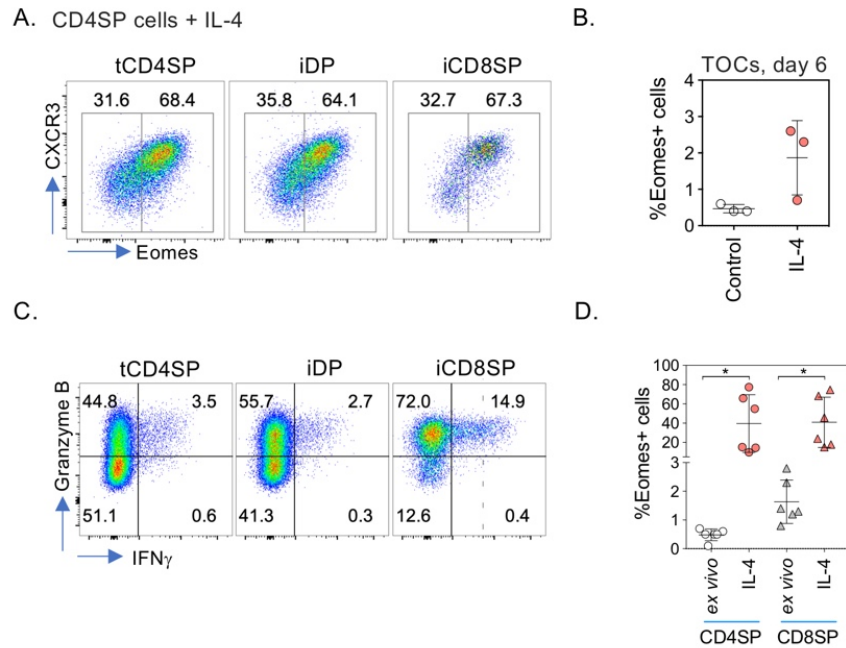 A. CD4SP cells + IL-4
tCD4SP iDP iCD8SP
31.6 68.4 35.8 64.1 32.7 67.3
CXCR3
Eomes
B.
TOCs, day 6
4
3
2
1
0
%Eomes+ cells
Control IL-4
C.
tCD4SP iDP iCD8SP
44.8 3.5 55.7 2.7 72.0 14.9
Granzyme B
51.1 0.6 41.3 0.3 12.6 0.4
IFNγ
D.
* *
100
80
60
40
20
3
2
1
0
%Eomes+ cells
ex vivo IL-4 ex vivo IL-4
CD4SP CD8SP